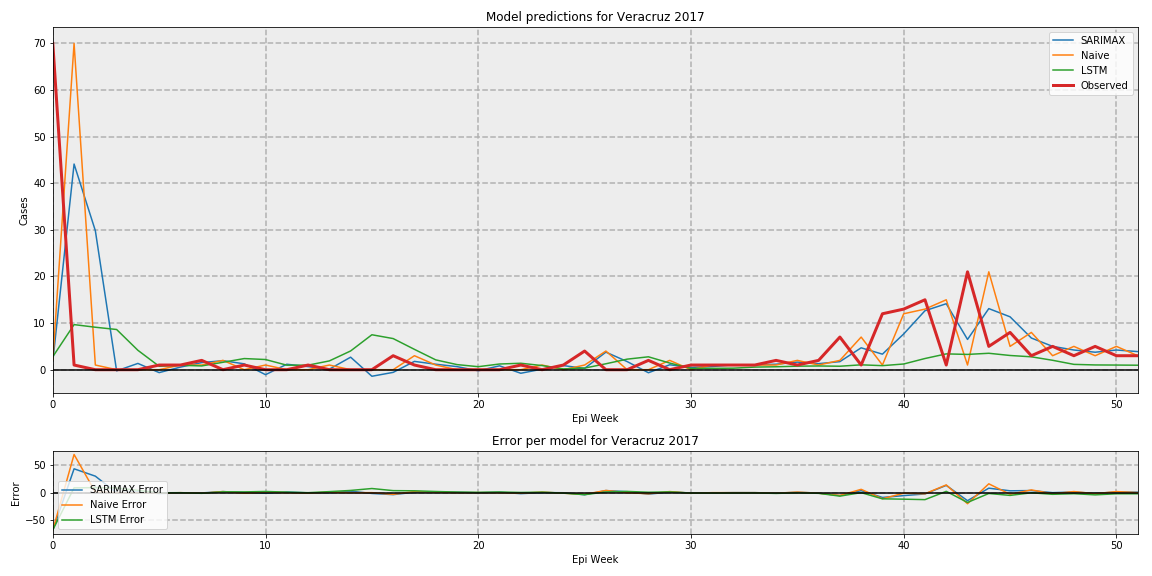 Model predictions for Veracruz 2017
SARIMAX
Naive
LSTM
Observed
Cases
70
60
50
40
30
20
10
0
0 10 20 30 40 50
Epi Week
Error per model for Veracruz 2017
SARIMAX Error
Naive Error
LSTM Error
Error
50
0
−50
0 10 20 30 40 50
Epi Week